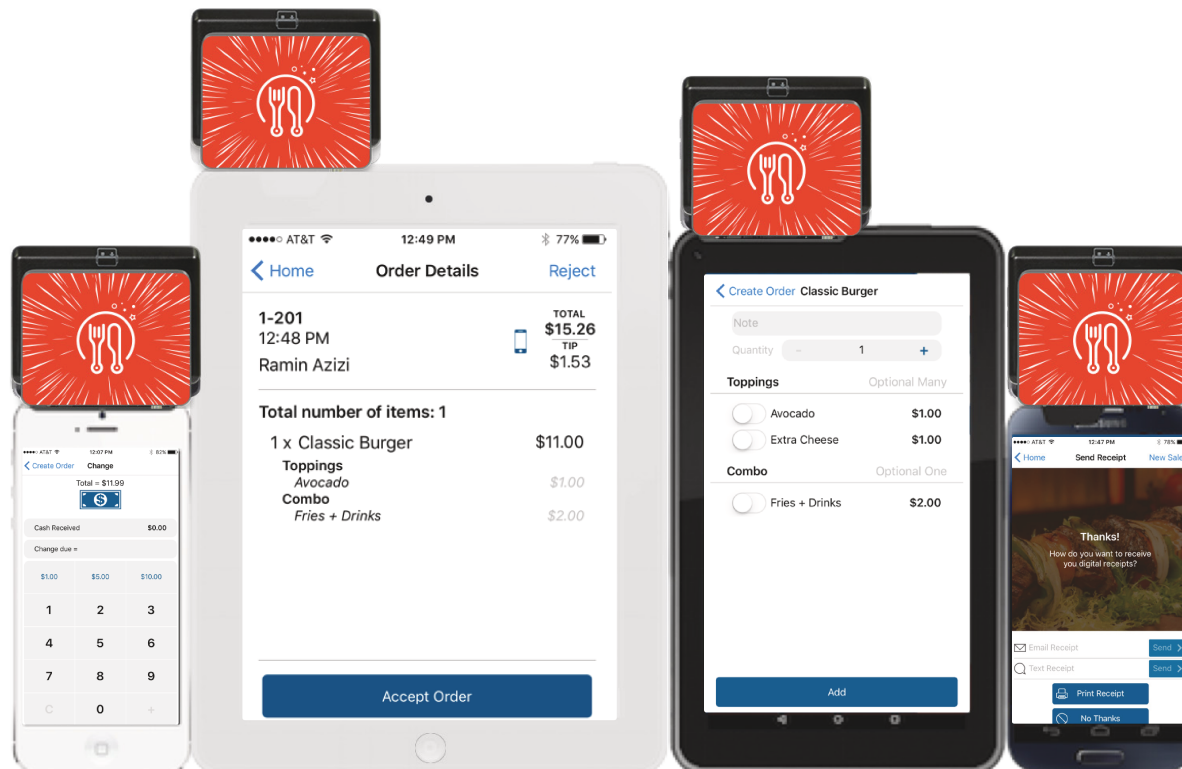 AT&T 12:07 PM 82%
Create Order Change
Total = $11.99
$
Cash Received $0.00
Change due =
$1.00 $5.00 $10.00
1 2 3
4 5 6
7 8 9
C 0 +
AT&T 12:49 PM 77%
Home Order Details Reject
1-201
12:48 PM
Ramin Azizi
TOTAL
$15.26
TIP
$1.53
Total number of items: 1
1 x Classic Burger $11.00
Toppings
Avocado $1.00
Combo
Fries + Drinks $2.00
Accept Order
Create Order Classic Burger
Note
Quantity - 1 +
Toppings Optional Many
Avocado $1.00
Extra Cheese $1.00
Combo Optional One
Fries + Drinks $2.00
Add
AT&T 12:47 PM 78%
Home Send Receipt New Sale
Thanks!
How do you want to receive
you digital receipts?
Email Receipt Send
Text Receipt Send
Print Receipt
No Thanks